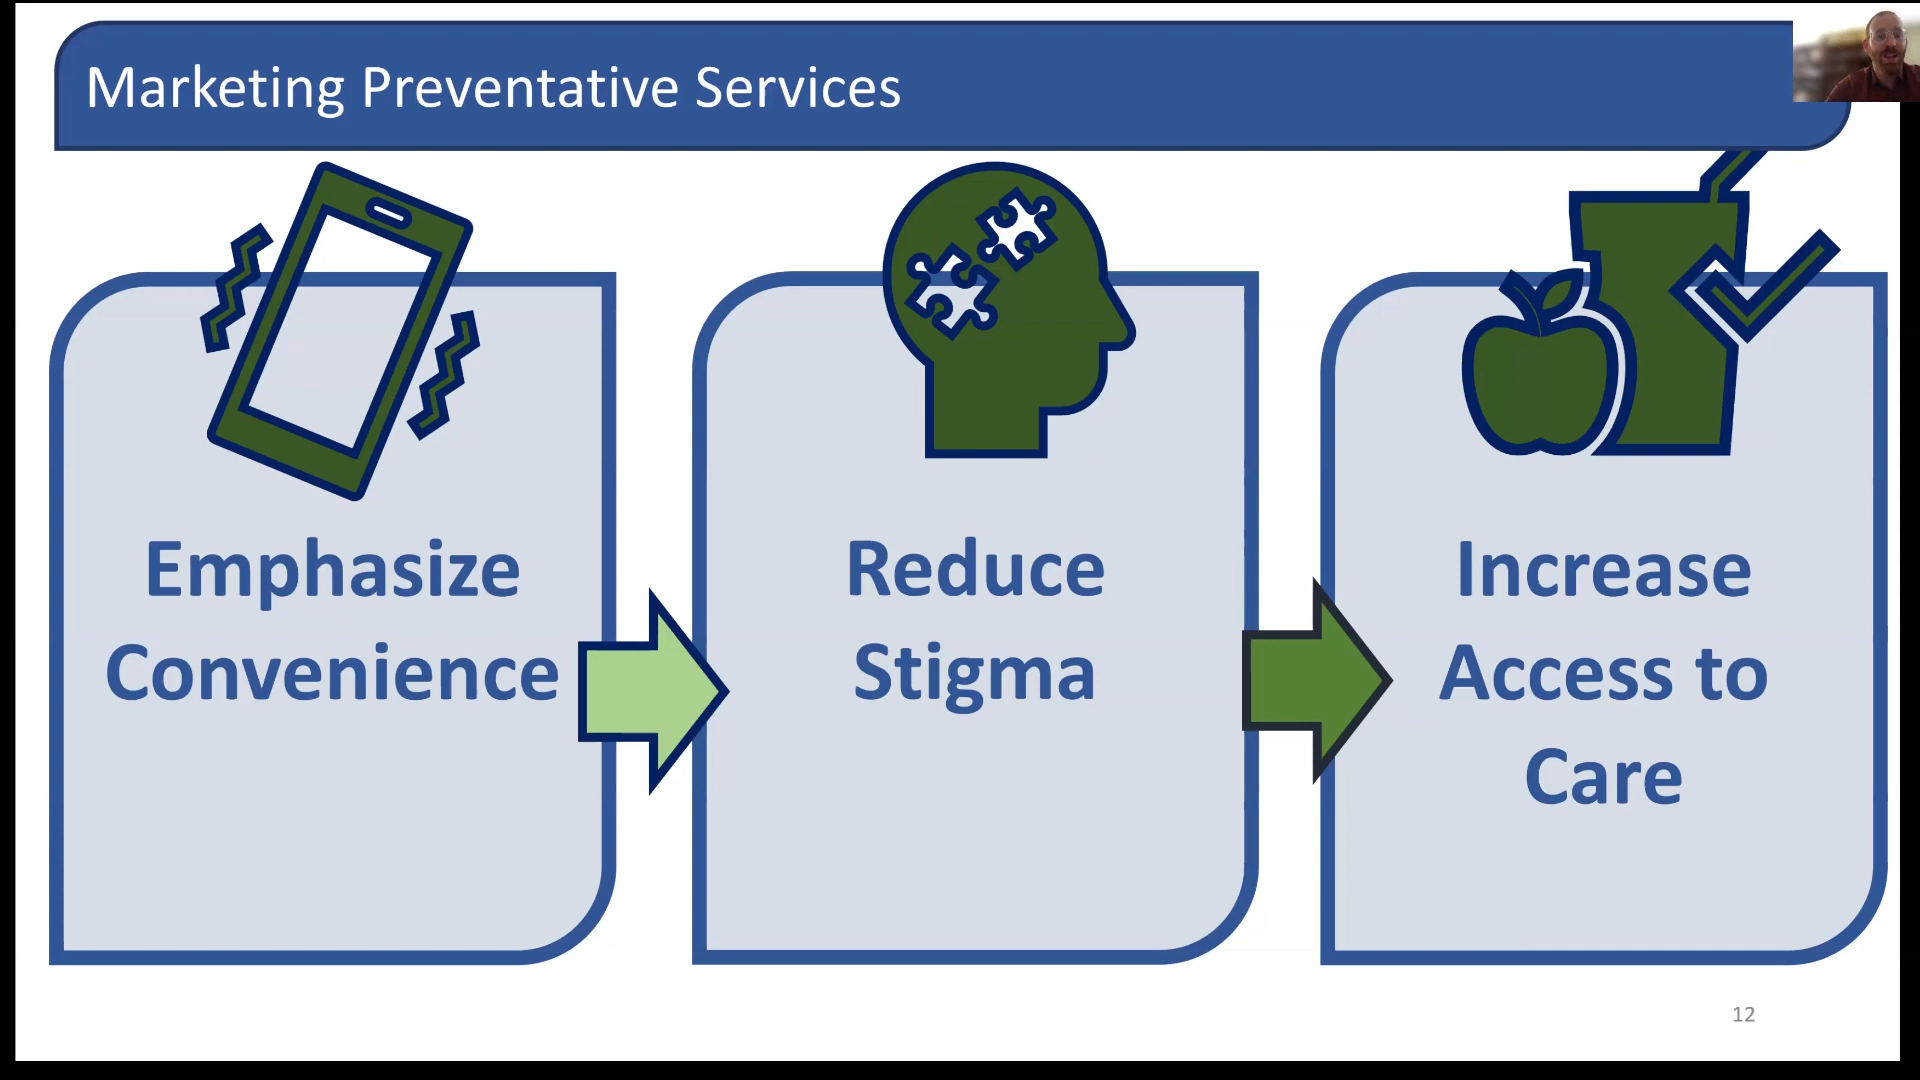 Marketing Preventative Services
Emphasize
Convenience
Reduce
Stigma
Increase
Access to
Care
12